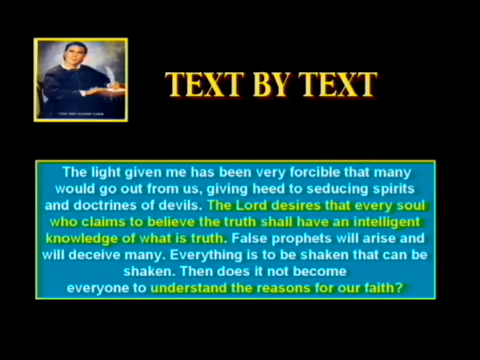 TEXT BY TEXT
The light given me has been very forcible that many
would go out from us, giving heed to seducing spirits
and doctrines of devils. The Lord desires that every soul
who claims to believe the truth shall have an intelligent
knowledge of what is truth. False prophets will arise and
will deceive many. Everything is to be shaken that can be
shaken. Then does it not become
everyone to understand the reasons for our faith?